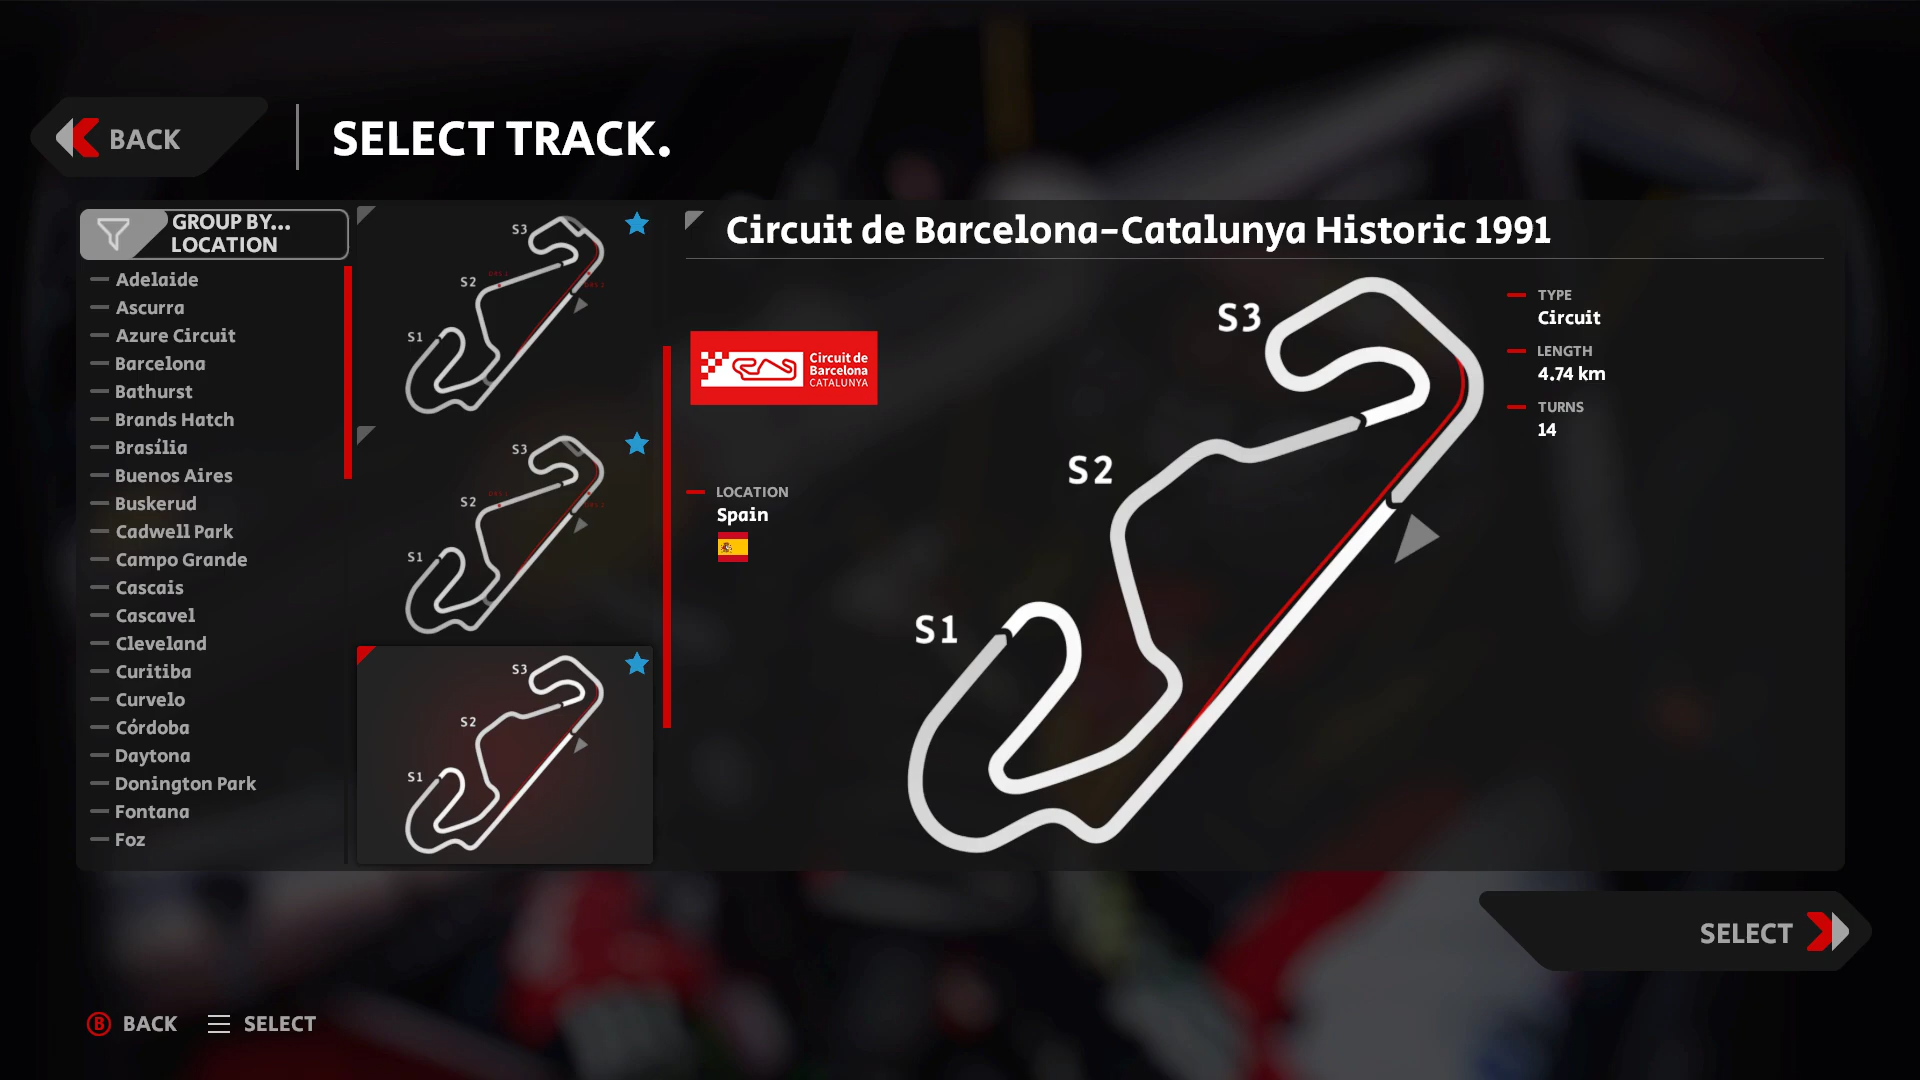 BACK
SELECT TRACK.
GROUP BY...
LOCATION
Adelaide
Ascurra
Azure Circuit
Barcelona
Bathurst
Brands Hatch
Brasília
Buenos Aires
Buskerud
Cadwell Park
Campo Grande
Cascais
Cascavel
Cleveland
Curitiba
Curvelo
Córdoba
Daytona
Donington Park
Fontana
Foz
S3
S2
S1
S3
S2
S1
S3
S2
S1
Circuit de Barcelona-Catalunya Historic 1991
Circuit de
Barcelona
CATALUNYA
LOCATION
Spain
S3
S2
S1
TYPE
Circuit
LENGTH
4.74 km
TURNS
14
SELECT
B BACK
SELECT